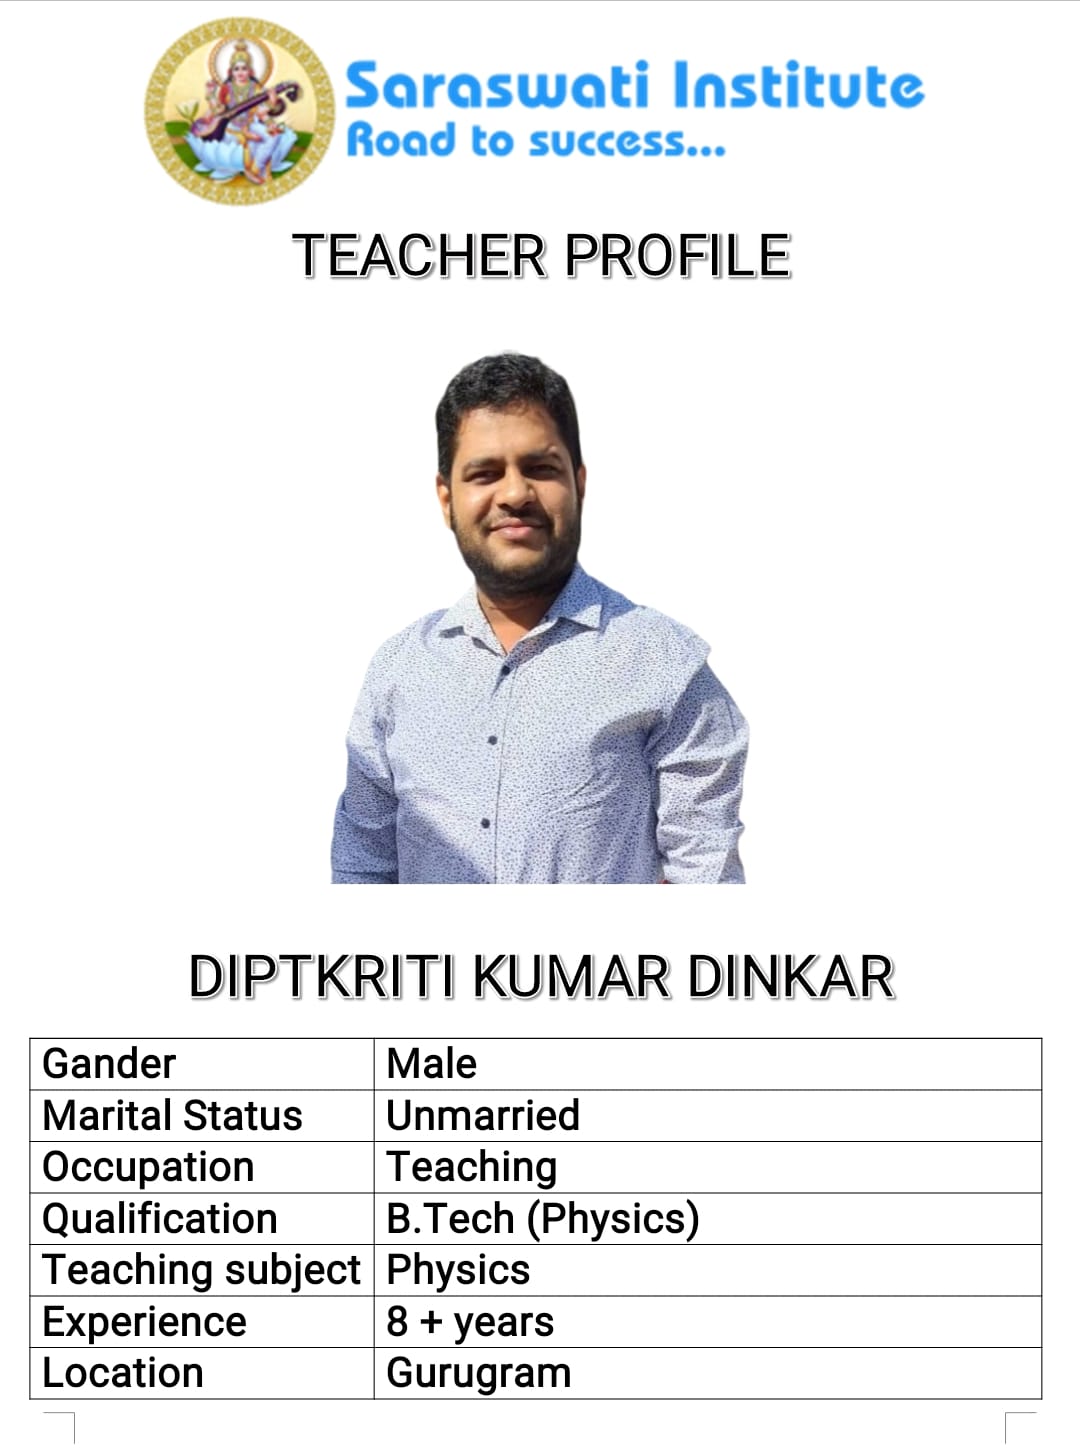 Saraswati Institute
Road to success...
TEACHER PROFILE
DIPTKRITI KUMAR DINKAR
Gander Male
Marital Status Unmarried
Occupation Teaching
Qualification B.Tech (Physics)
Teaching subject Physics
Experience 8 + years
Location Gurugram